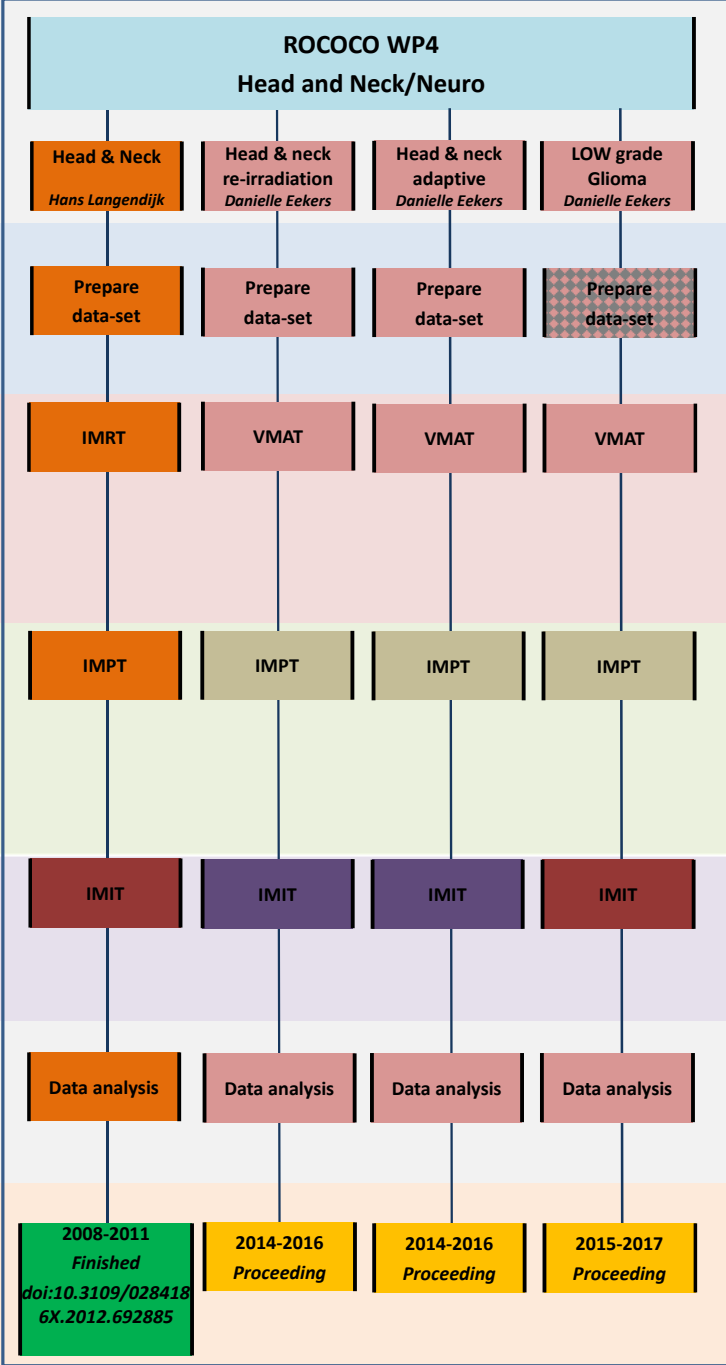 ROCOCO WP4
Head and Neck/Neuro
Head & Neck
Hans Langendijk
Head & neck
re-irradiation
Danielle Eekers
Head & neck
adaptive
Danielle Eekers
LOW grade
Glioma
Danielle Eekers
Prepare
data-set
Prepare
data-set
Prepare
data-set
Prepare
data-set
IMRT
VMAT
VMAT
VMAT
IMPT
IMPT
IMPT
IMPT
IMIT
IMIT
IMIT
IMIT
Data analysis
Data analysis
Data analysis
Data analysis
2008-2011
Finished
doi:10.3109/028418
6X.2012.692885
2014-2016
Proceeding
2014-2016
Proceeding
2015-2017
Proceeding